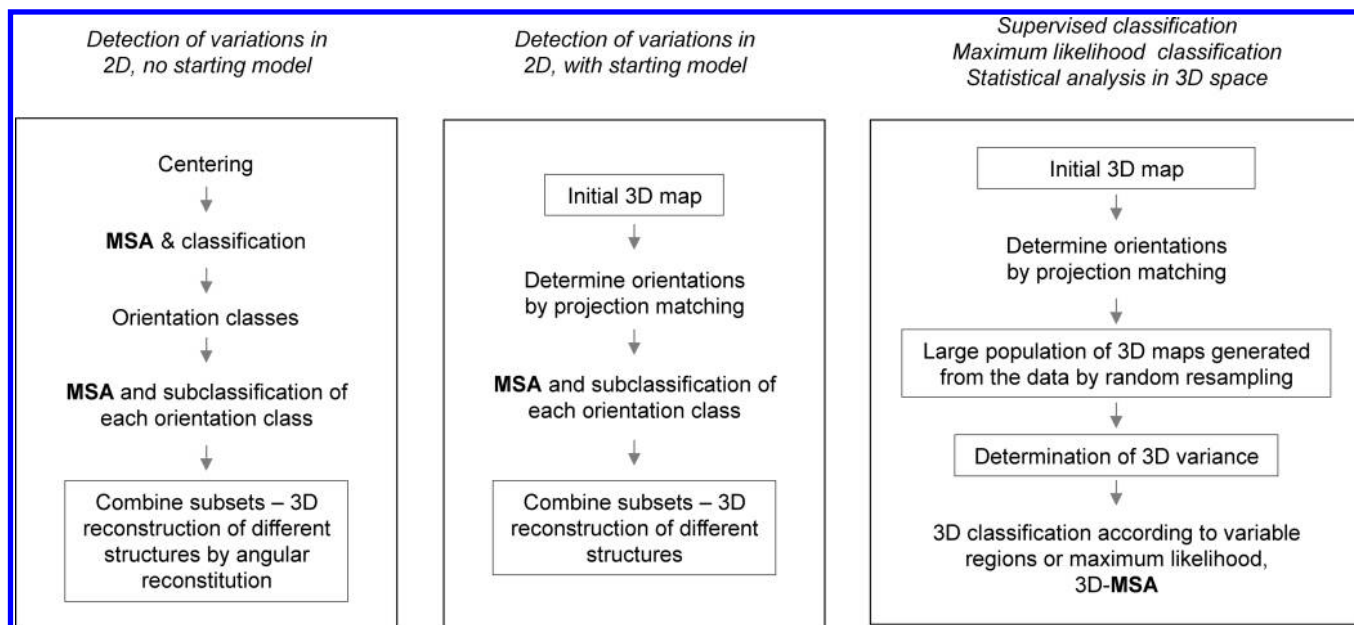 Detection of variations in
2D, no starting model
Centering
MSA & classification
Orientation classes
MSA and subclassification of
each orientation class
Combine subsets – 3D
reconstruction of different
structures by angular
reconstitution
Detection of variations in
2D, with starting model
Initial 3D map
Determine orientations
by projection matching
MSA and subclassification of
each orientation class
Combine subsets – 3D
reconstruction of different
structures
Supervised classification
Maximum likelihood classification
Statistical analysis in 3D space
Initial 3D map
Determine orientations
by projection matching
Large population of 3D maps generated
from the data by random resampling
Determination of 3D variance
3D classification according to variable
regions or maximum likelihood,
3D-MSA